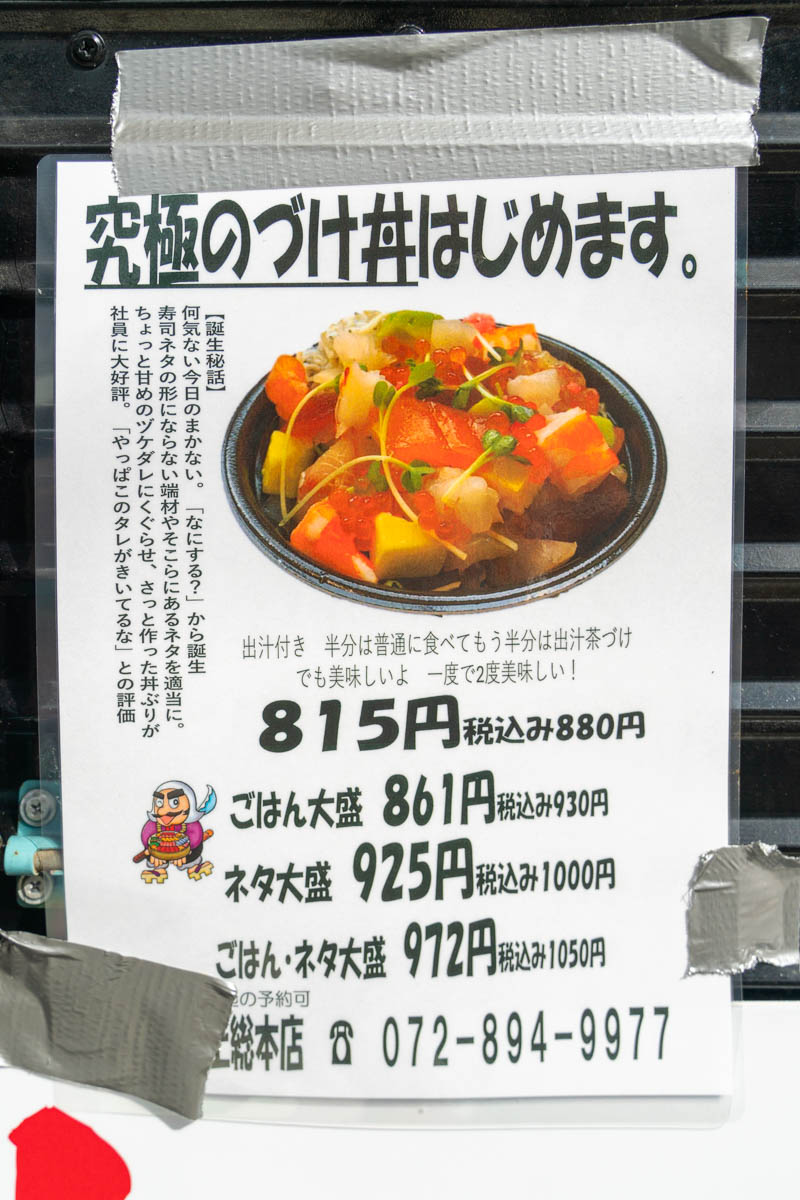 究極のづけ丼はじめます。
【誕生秘話】
何気ない今日のまかない。「なにする？」から誕生
寿司ネタの形にならない端材やそこらにあるネタを適当に。
ちょっと甘めのヅケダレにくぐらせ、さっと作った丼ぶりが
社員に大好評。「やっぱこのタレがきいてるな」との評価
出汁付き　半分は普通に食べてもう半分は出汁茶づけ
でも美味しいよ　一度で2度美味しい！
815円税込み880円
ごはん大盛 861円税込み930円
ネタ大盛 925円税込み1000円
ごはん・ネタ大盛 972円税込み1050円
の予約可
総本店 ☎ 072-894-9977